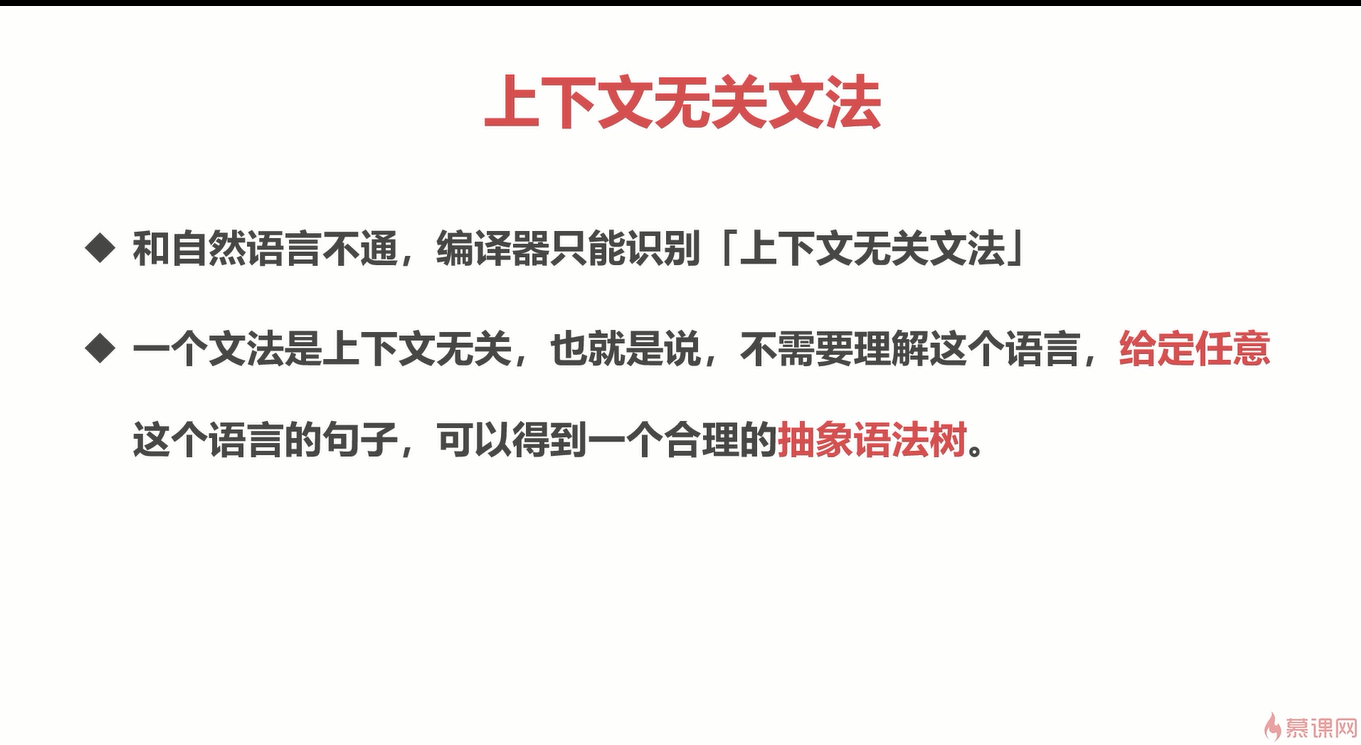 上下文无关文法
◆ 和自然语言不通，编译器只能识别「上下文无关文法」
◆ 一个文法是上下文无关，也就是说，不需要理解这个语言，给定任意
这个语言的句子，可以得到一个合理的抽象语法树。
慕课网